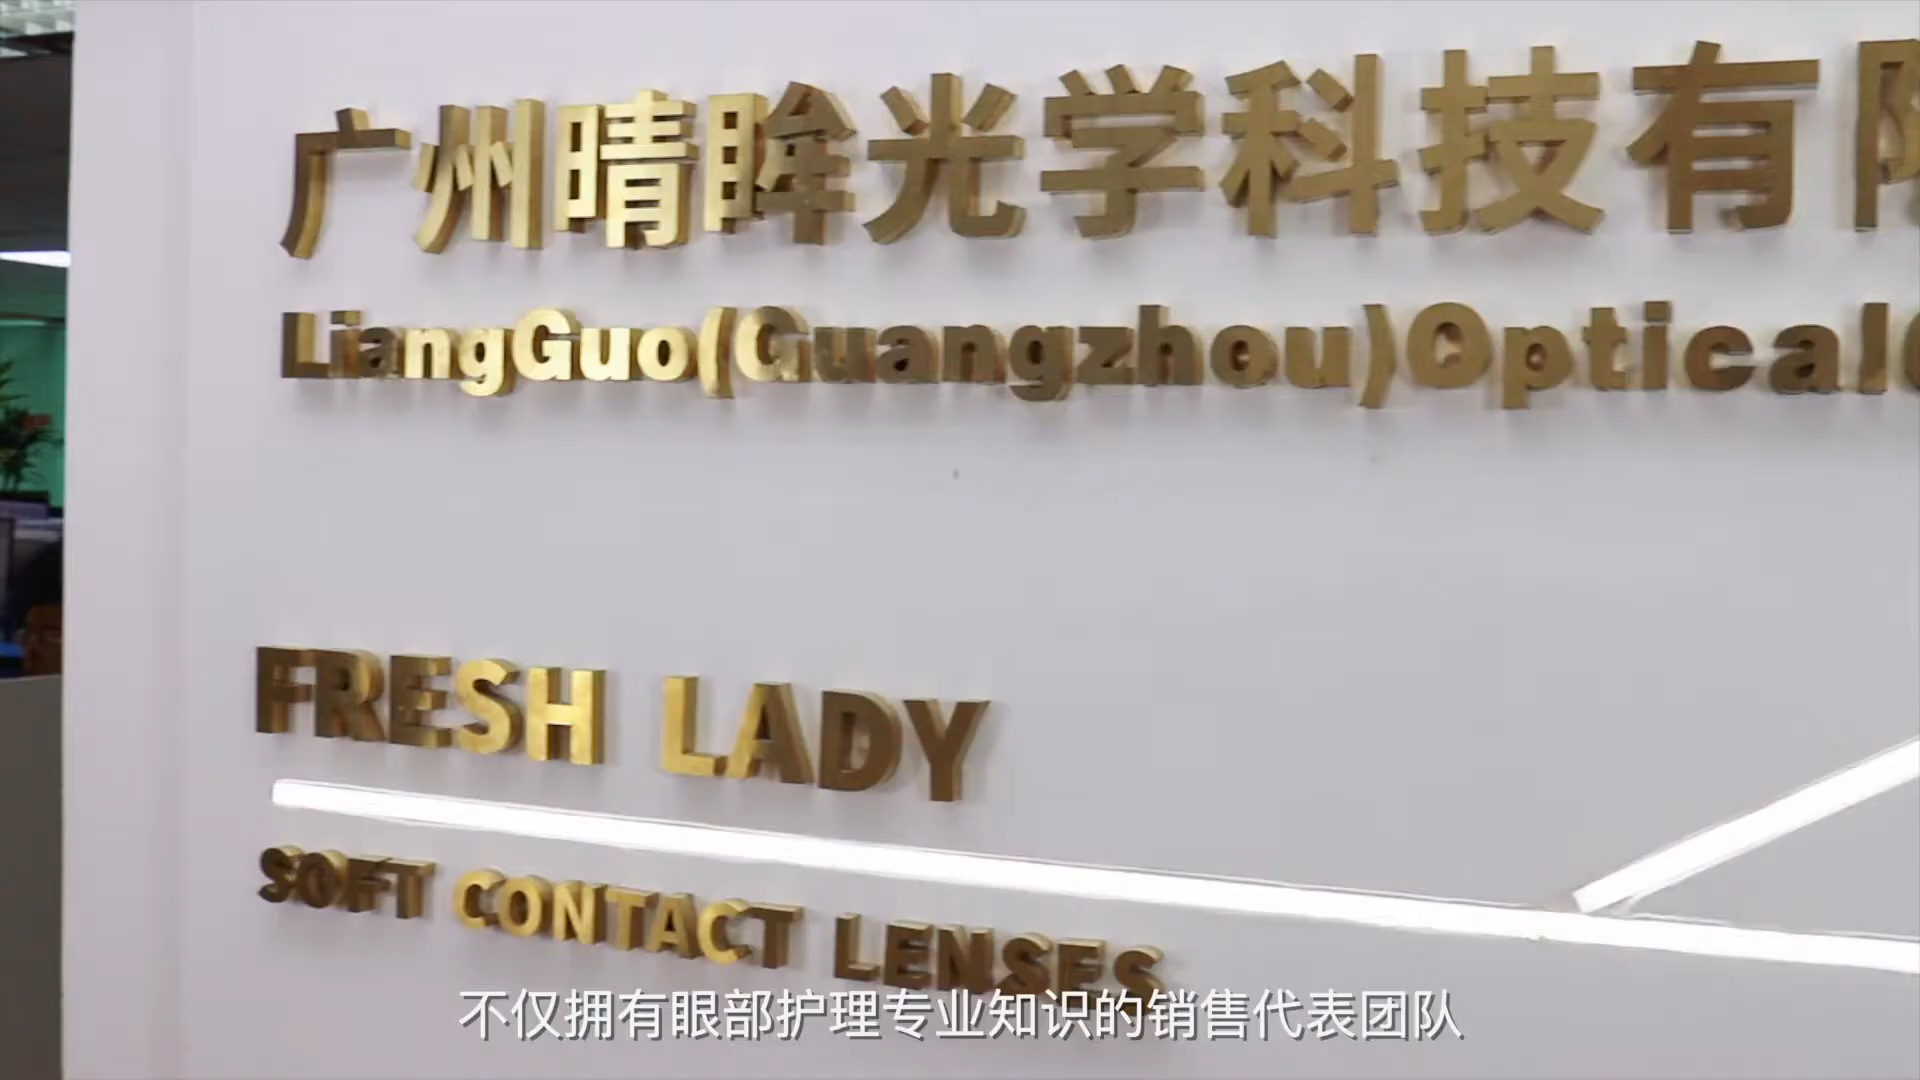 广州晴眸光学科技有限
LiangGuo(Guangzhou)Optical
FRESH LADY
SOFT CONTACT LENSES
不仅拥有眼部护理专业知识的销售代表团队